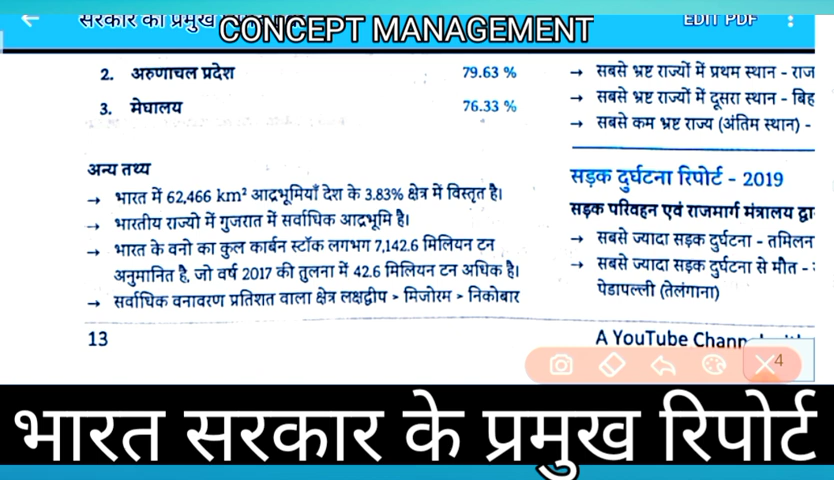 सरकार की प्रमुख
CONCEPT MANAGEMENT
EDIT PDF
2. अरुणाचल प्रदेश 79.63 %
3. मेघालय 76.33 %
अन्य तथ्य
→ भारत में 62,466 km² आद्रभूमियाँ देश के 3.83% क्षेत्र में विस्तृत है।
→ भारतीय राज्यो में गुजरात में सर्वाधिक आद्रभूमि है।
→ भारत के वनो का कुल कार्बन स्टॉक लगभग 7,142.6 मिलियन टन
अनुमानित है, जो वर्ष 2017 की तुलना में 42.6 मिलियन टन अधिक है।
→ सर्वाधिक वनावरण प्रतिशत वाला क्षेत्र लक्षद्वीप > मिजोरम > निकोबार
13
→ सबसे भ्रष्ट राज्यों में प्रथम स्थान - राज
→ सबसे भ्रष्ट राज्यों में दूसरा स्थान - बिह
→ सबसे कम भ्रष्ट राज्य (अंतिम स्थान) -
सड़क दुर्घटना रिपोर्ट - 2019
सड़क परिवहन एवं राजमार्ग मंत्रालय द्वा
→ सबसे ज्यादा सड़क दुर्घटना - तमिलन
→ सबसे ज्यादा सड़क दुर्घटना से मौत -
पेडापल्ली (तेलंगाना)
A YouTube Chann
4
भारत सरकार के प्रमुख रिपोर्ट